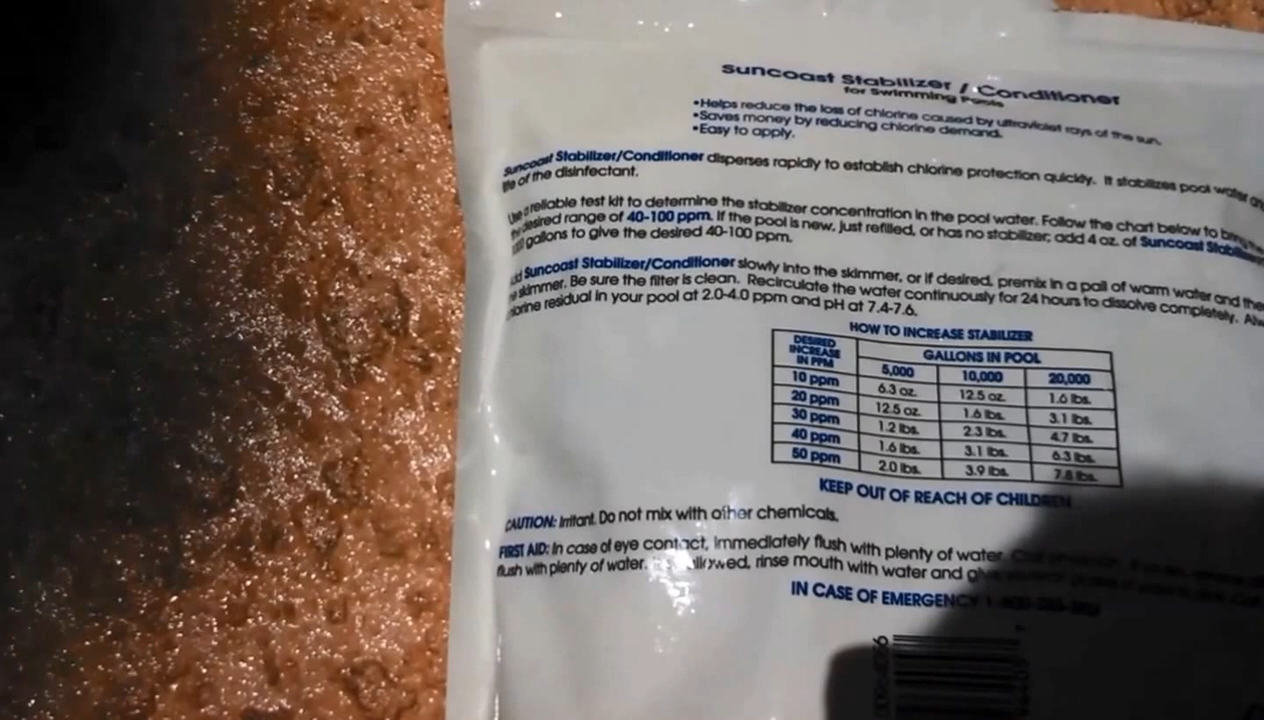 Suncoast Stabilizer / Conditioner
for Swimming Pools
•Helps reduce the loss of chlorine caused by ultraviolet rays of the sun.
•Saves money by reducing chlorine demand.
•Easy to apply.
Suncoast Stabilizer/Conditioner disperses rapidly to establish chlorine protection quickly. It stabilizes pool water
life of the disinfectant.
Use a reliable test kit to determine the stabilizer concentration in the pool water. Follow the chart below to bring the
desired range of 40-100 ppm. If the pool is new, just refilled, or has no stabilizer, add 4 oz. of Suncoast
gallons to give the desired 40-100 ppm.
Suncoast Stabilizer/Conditioner slowly into the skimmer, or if desired, premix in a pail of warm water and
skimmer. Be sure the filter is clean. Recirculate the water continuously for 24 hours to dissolve completely.
residual in your pool at 2.0-4.0 ppm and pH at 7.4-7.6.
HOW TO INCREASE STABILIZER
DESIRED INCREASE IN PPM GALLONS IN POOL
5,000 10,000 20,000
10 ppm 6.3 oz. 12.5 oz. 1.6 lbs.
20 ppm 12.5 oz. 1.6 lbs. 3.1 lbs.
30 ppm 1.2 lbs. 2.3 lbs. 4.7 lbs.
40 ppm 1.6 lbs. 3.1 lbs. 6.3 lbs.
50 ppm 2.0 lbs. 3.9 lbs. 7.8 lbs.
KEEP OUT OF REACH OF CHILDREN
CAUTION: Irritant. Do not mix with other chemicals.
FIRST AID: In case of eye contact, immediately flush with plenty of water.
flush with plenty of water. rinse mouth with water and
IN CASE OF EMERGENCY